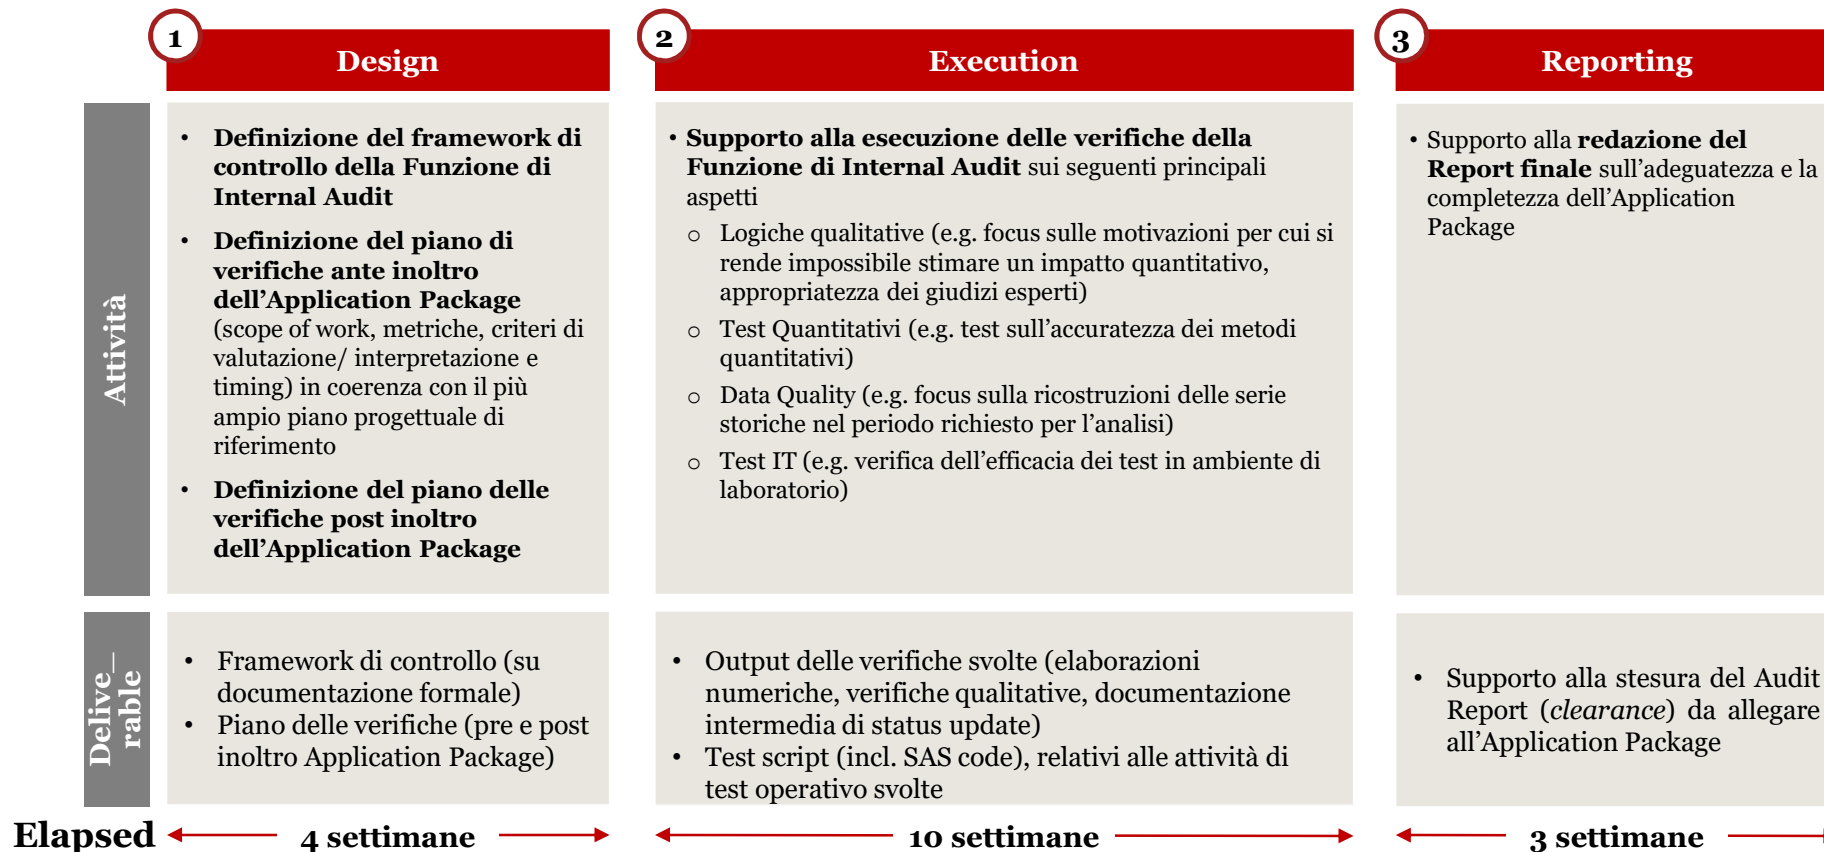 1
Design
2
Execution
3
Reporting
Attività
• Definizione del framework di
controllo della Funzione di
Internal Audit
• Definizione del piano di
verifiche ante inoltro
dell’Application Package
(scope of work, metriche, criteri di
valutazione/ interpretazione e
timing) in coerenza con il più
ampio piano progettuale di
riferimento
• Definizione del piano delle
verifiche post inoltro
dell’Application Package
• Supporto alla esecuzione delle verifiche della
Funzione di Internal Audit sui seguenti principali
aspetti
o Logiche qualitative (e.g. focus sulle motivazioni per cui si
rende impossibile stimare un impatto quantitativo,
appropriatezza dei giudizi esperti)
o Test Quantitativi (e.g. test sull’accuratezza dei metodi
quantitativi)
o Data Quality (e.g. focus sulla ricostruzioni delle serie
storiche nel periodo richiesto per l’analisi)
o Test IT (e.g. verifica dell’efficacia dei test in ambiente di
laboratorio)
• Supporto alla redazione del
Report finale sull’adeguatezza e la
completezza dell’Application
Package
Delive_
rable
• Framework di controllo (su
documentazione formale)
• Piano delle verifiche (pre e post
inoltro Application Package)
• Output delle verifiche svolte (elaborazioni
numeriche, verifiche qualitative, documentazione
intermedia di status update)
• Test script (incl. SAS code), relativi alle attività di
test operativo svolte
• Supporto alla stesura del Audit
Report (clearance) da allegare
all’Application Package
Elapsed
4 settimane
10 settimane
3 settimane